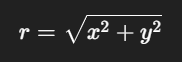 r = √(x² + y²)